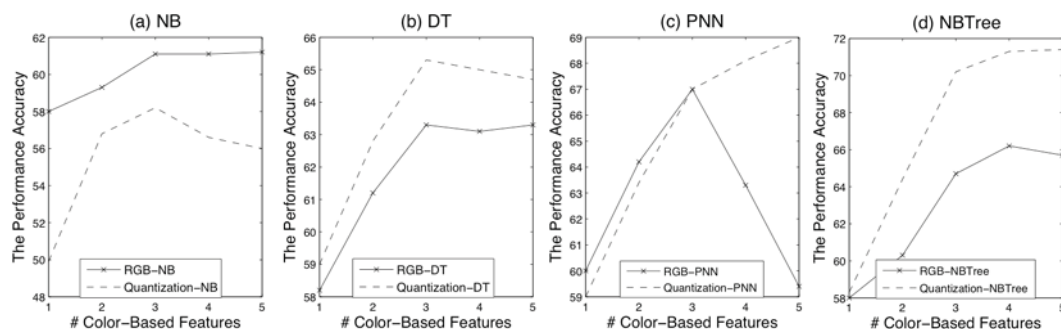 (a) NB
The Performance Accuracy
62
60
58
56
54
52
50
48
1
2
3
4
5
# Color-Based Features
RGB-NB
Quantization-NB
(b) DT
The Performance Accuracy
66
65
64
63
62
61
60
59
58
1
2
3
4
5
# Color-Based Features
RGB-DT
Quantization-DT
(c) PNN
The Performance Accuracy
69
68
67
66
65
64
63
62
61
60
59
1
2
3
4
5
# Color-Based Features
RGB-PNN
Quantization-PNN
(d) NBTree
The Performance Accuracy
72
70
68
66
64
62
60
58
1
2
3
4
5
# Color-Based Features
RGB-NBTree
Quantization-NBTree